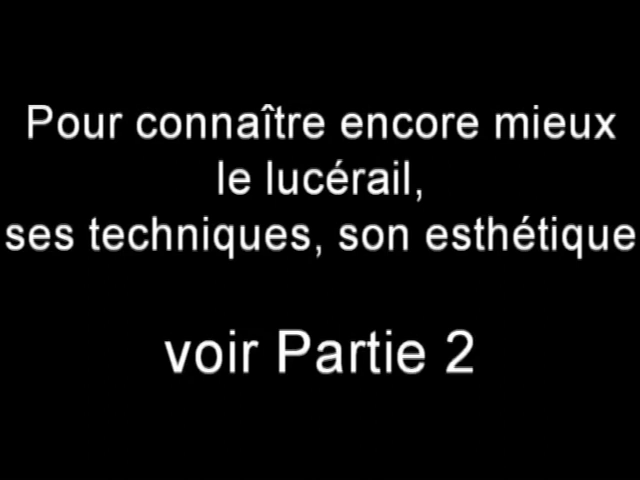 Pour connaître encore mieux
le lucérail,
ses techniques, son esthétique
voir Partie 2